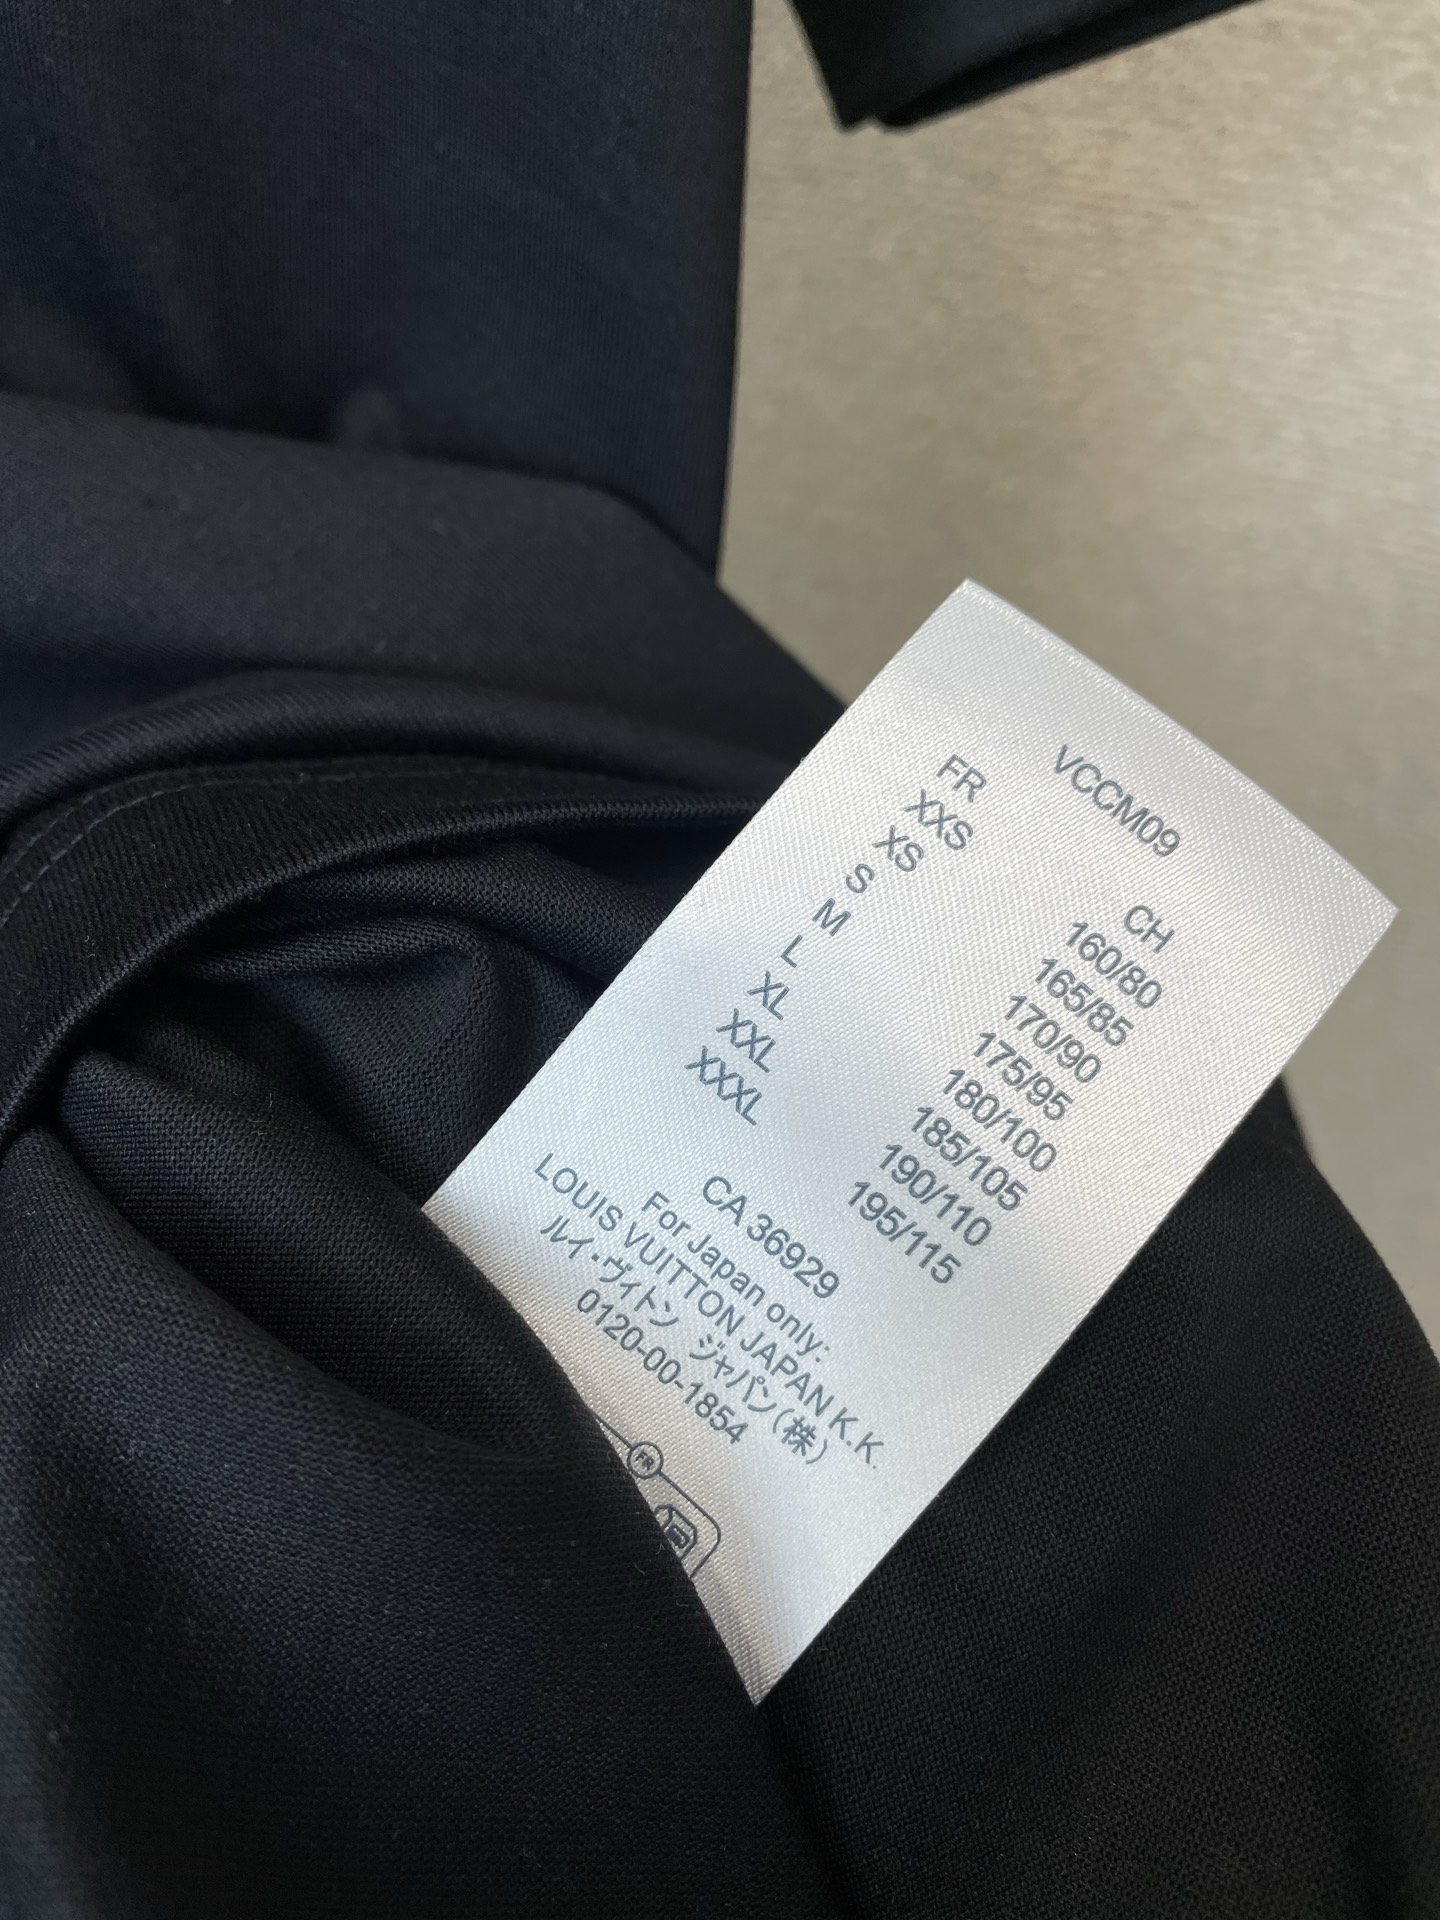 VCCM09
FR CH
XXS 160/80
XS 165/85
S 170/90
M 175/95
L 180/100
XL 185/105
XXL 190/110
XXXL 195/115
CA 36929
For Japan only:
LOUIS VUITTON JAPAN K.K.
ルイ・ヴィトン ジャパン(株)
0120-00-1854
FR